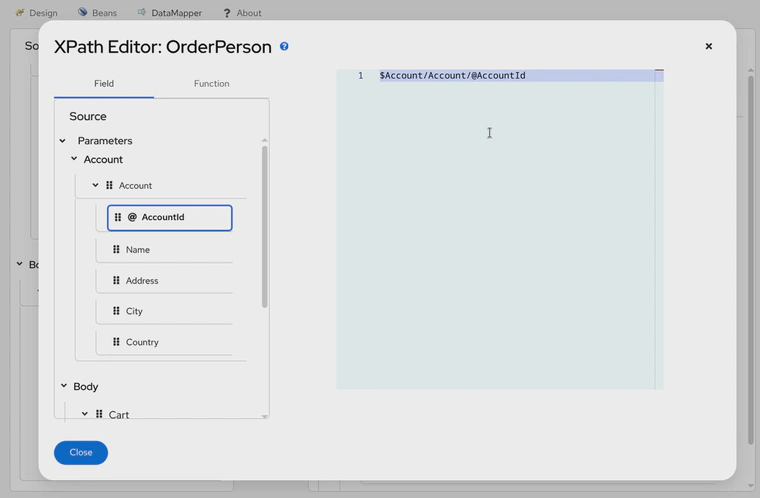 Design Beans DataMapper About
So
XPath Editor: OrderPerson
Field Function
Source
Parameters
Account
Account
@ AccountId
Name
Address
City
Country
Body
Cart
1 $Account/Account/@AccountId
Bo
Close